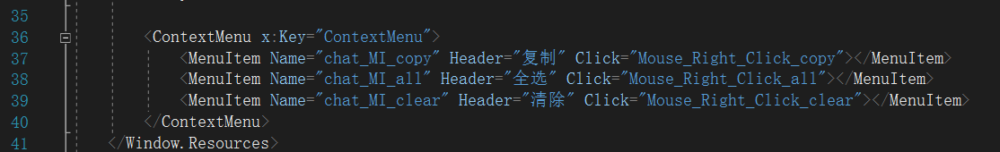 35
36 <ContextMenu x:Key="ContextMenu">
37 <MenuItem Name="chat_MI_copy" Header="复制" Click="Mouse_Right_Click_copy"></MenuItem>
38 <MenuItem Name="chat_MI_all" Header="全选" Click="Mouse_Right_Click_all"></MenuItem>
39 <MenuItem Name="chat_MI_clear" Header="清除" Click="Mouse_Right_Click_clear"></MenuItem>
40 </ContextMenu>
41 </Window.Resources>